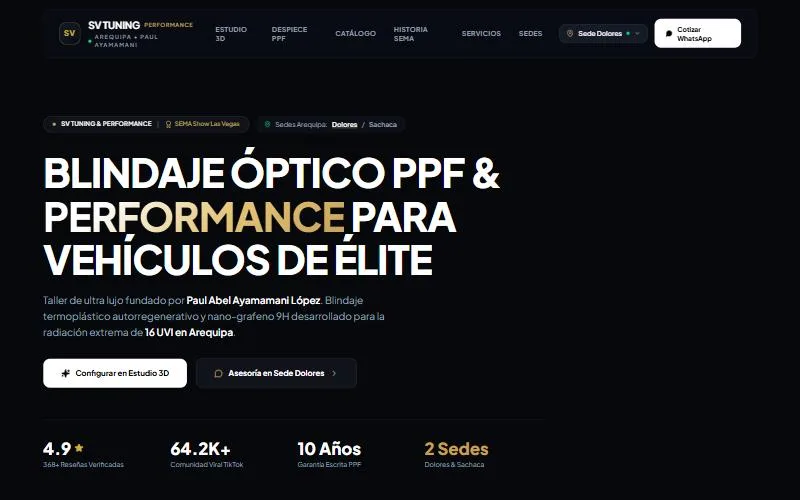 SV
SV TUNING PERFORMANCE
AREQUIPA • PAUL
AYAMAMANI
ESTUDIO
3D
DESPIECE
PPF
CATÁLOGO
HISTORIA
SEMA
SERVICIOS
SEDES
Sede Dolores
Cotizar
WhatsApp
SV TUNING & PERFORMANCE | SEMA Show Las Vegas
Sedes Arequipa: Dolores / Sachaca
BLINDAJE ÓPTICO PPF &
PERFORMANCE PARA
VEHÍCULOS DE ÉLITE
Taller de ultra lujo fundado por Paul Abel Ayamamani López. Blindaje
termoplástico autorregenerativo y nano-grafeno 9H desarrollado para la
radiación extrema de 16 UVI en Arequipa.
Configurar en Estudio 3D
Asesoría en Sede Dolores
4.9
368+ Reseñas Verificadas
64.2K+
Comunidad Viral TikTok
10 Años
Garantía Escrita PPF
2 Sedes
Dolores & Sachaca